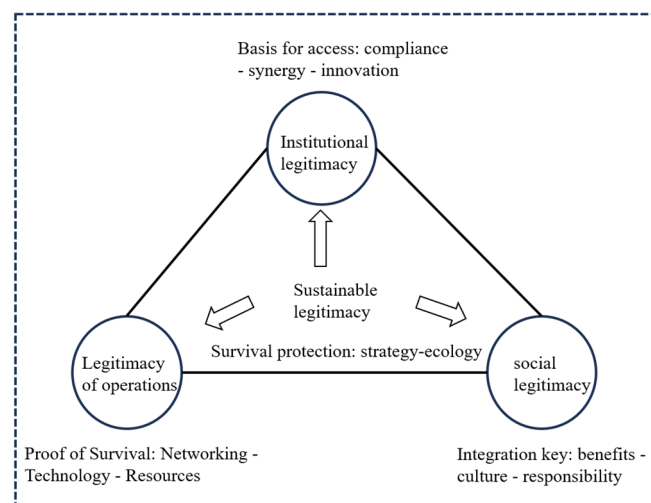 Basis for access: compliance
- synergy - innovation
Institutional
legitimacy
Sustainable
legitimacy
Survival protection: strategy-ecology
Legitimacy
of operations
social
legitimacy
Proof of Survival: Networking -
Technology - Resources
Integration key: benefits -
culture - responsibility